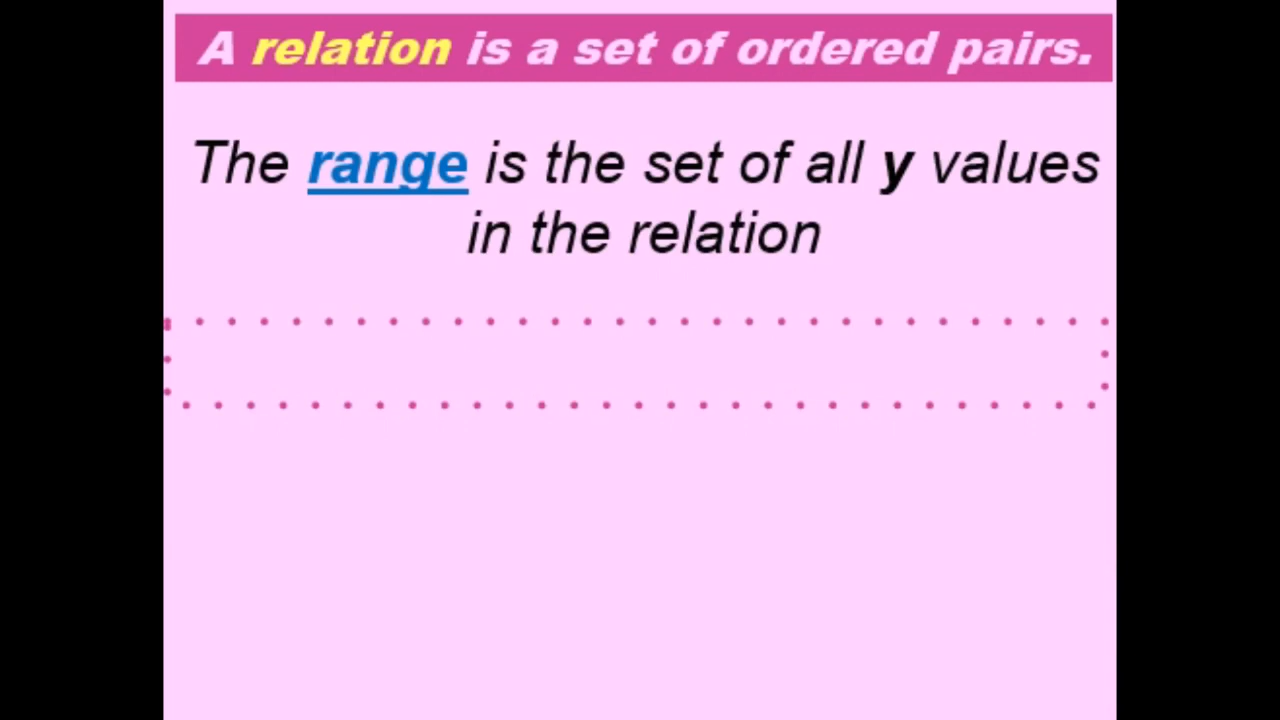 A relation is a set of ordered pairs.
The range is the set of all y values
in the relation